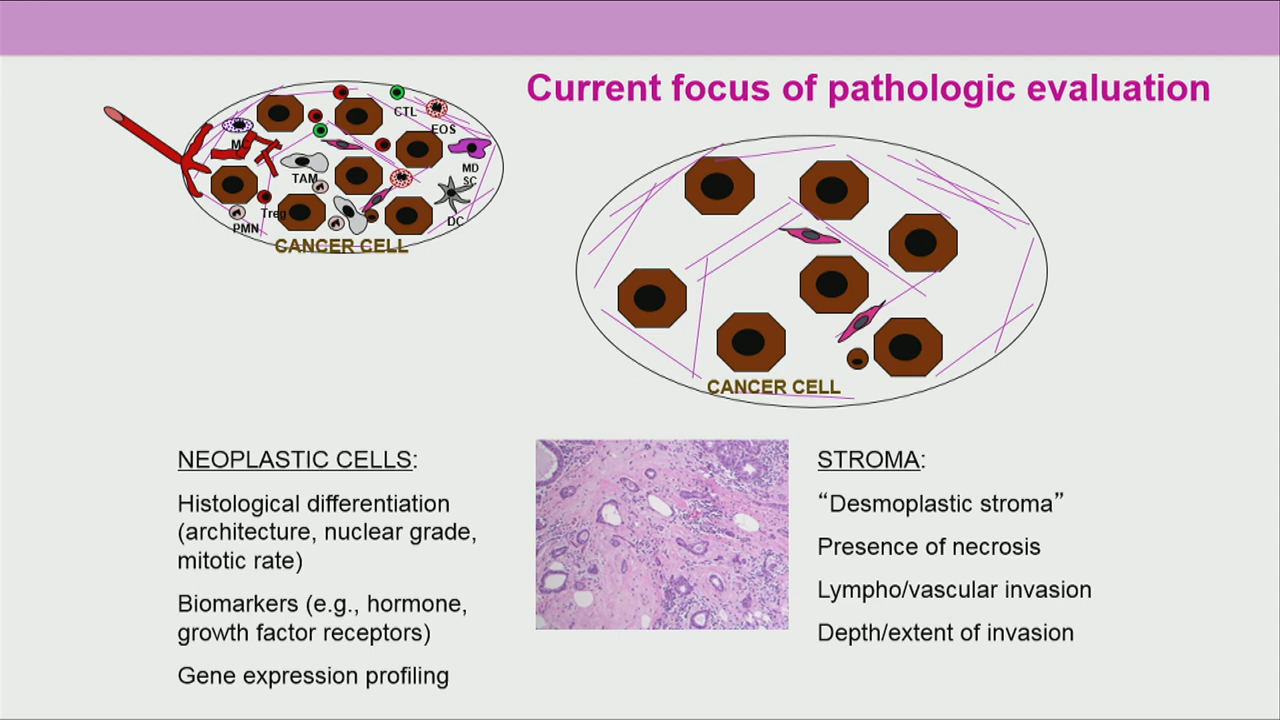 Current focus of pathologic evaluation
CTL
EOS
MC
MD
SC
TAM
Treg
DC
PMN
CANCER CELL
CANCER CELL
NEOPLASTIC CELLS:
Histological differentiation
(architecture, nuclear grade,
mitotic rate)
Biomarkers (e.g., hormone,
growth factor receptors)
Gene expression profiling
STROMA:
“Desmoplastic stroma”
Presence of necrosis
Lympho/vascular invasion
Depth/extent of invasion